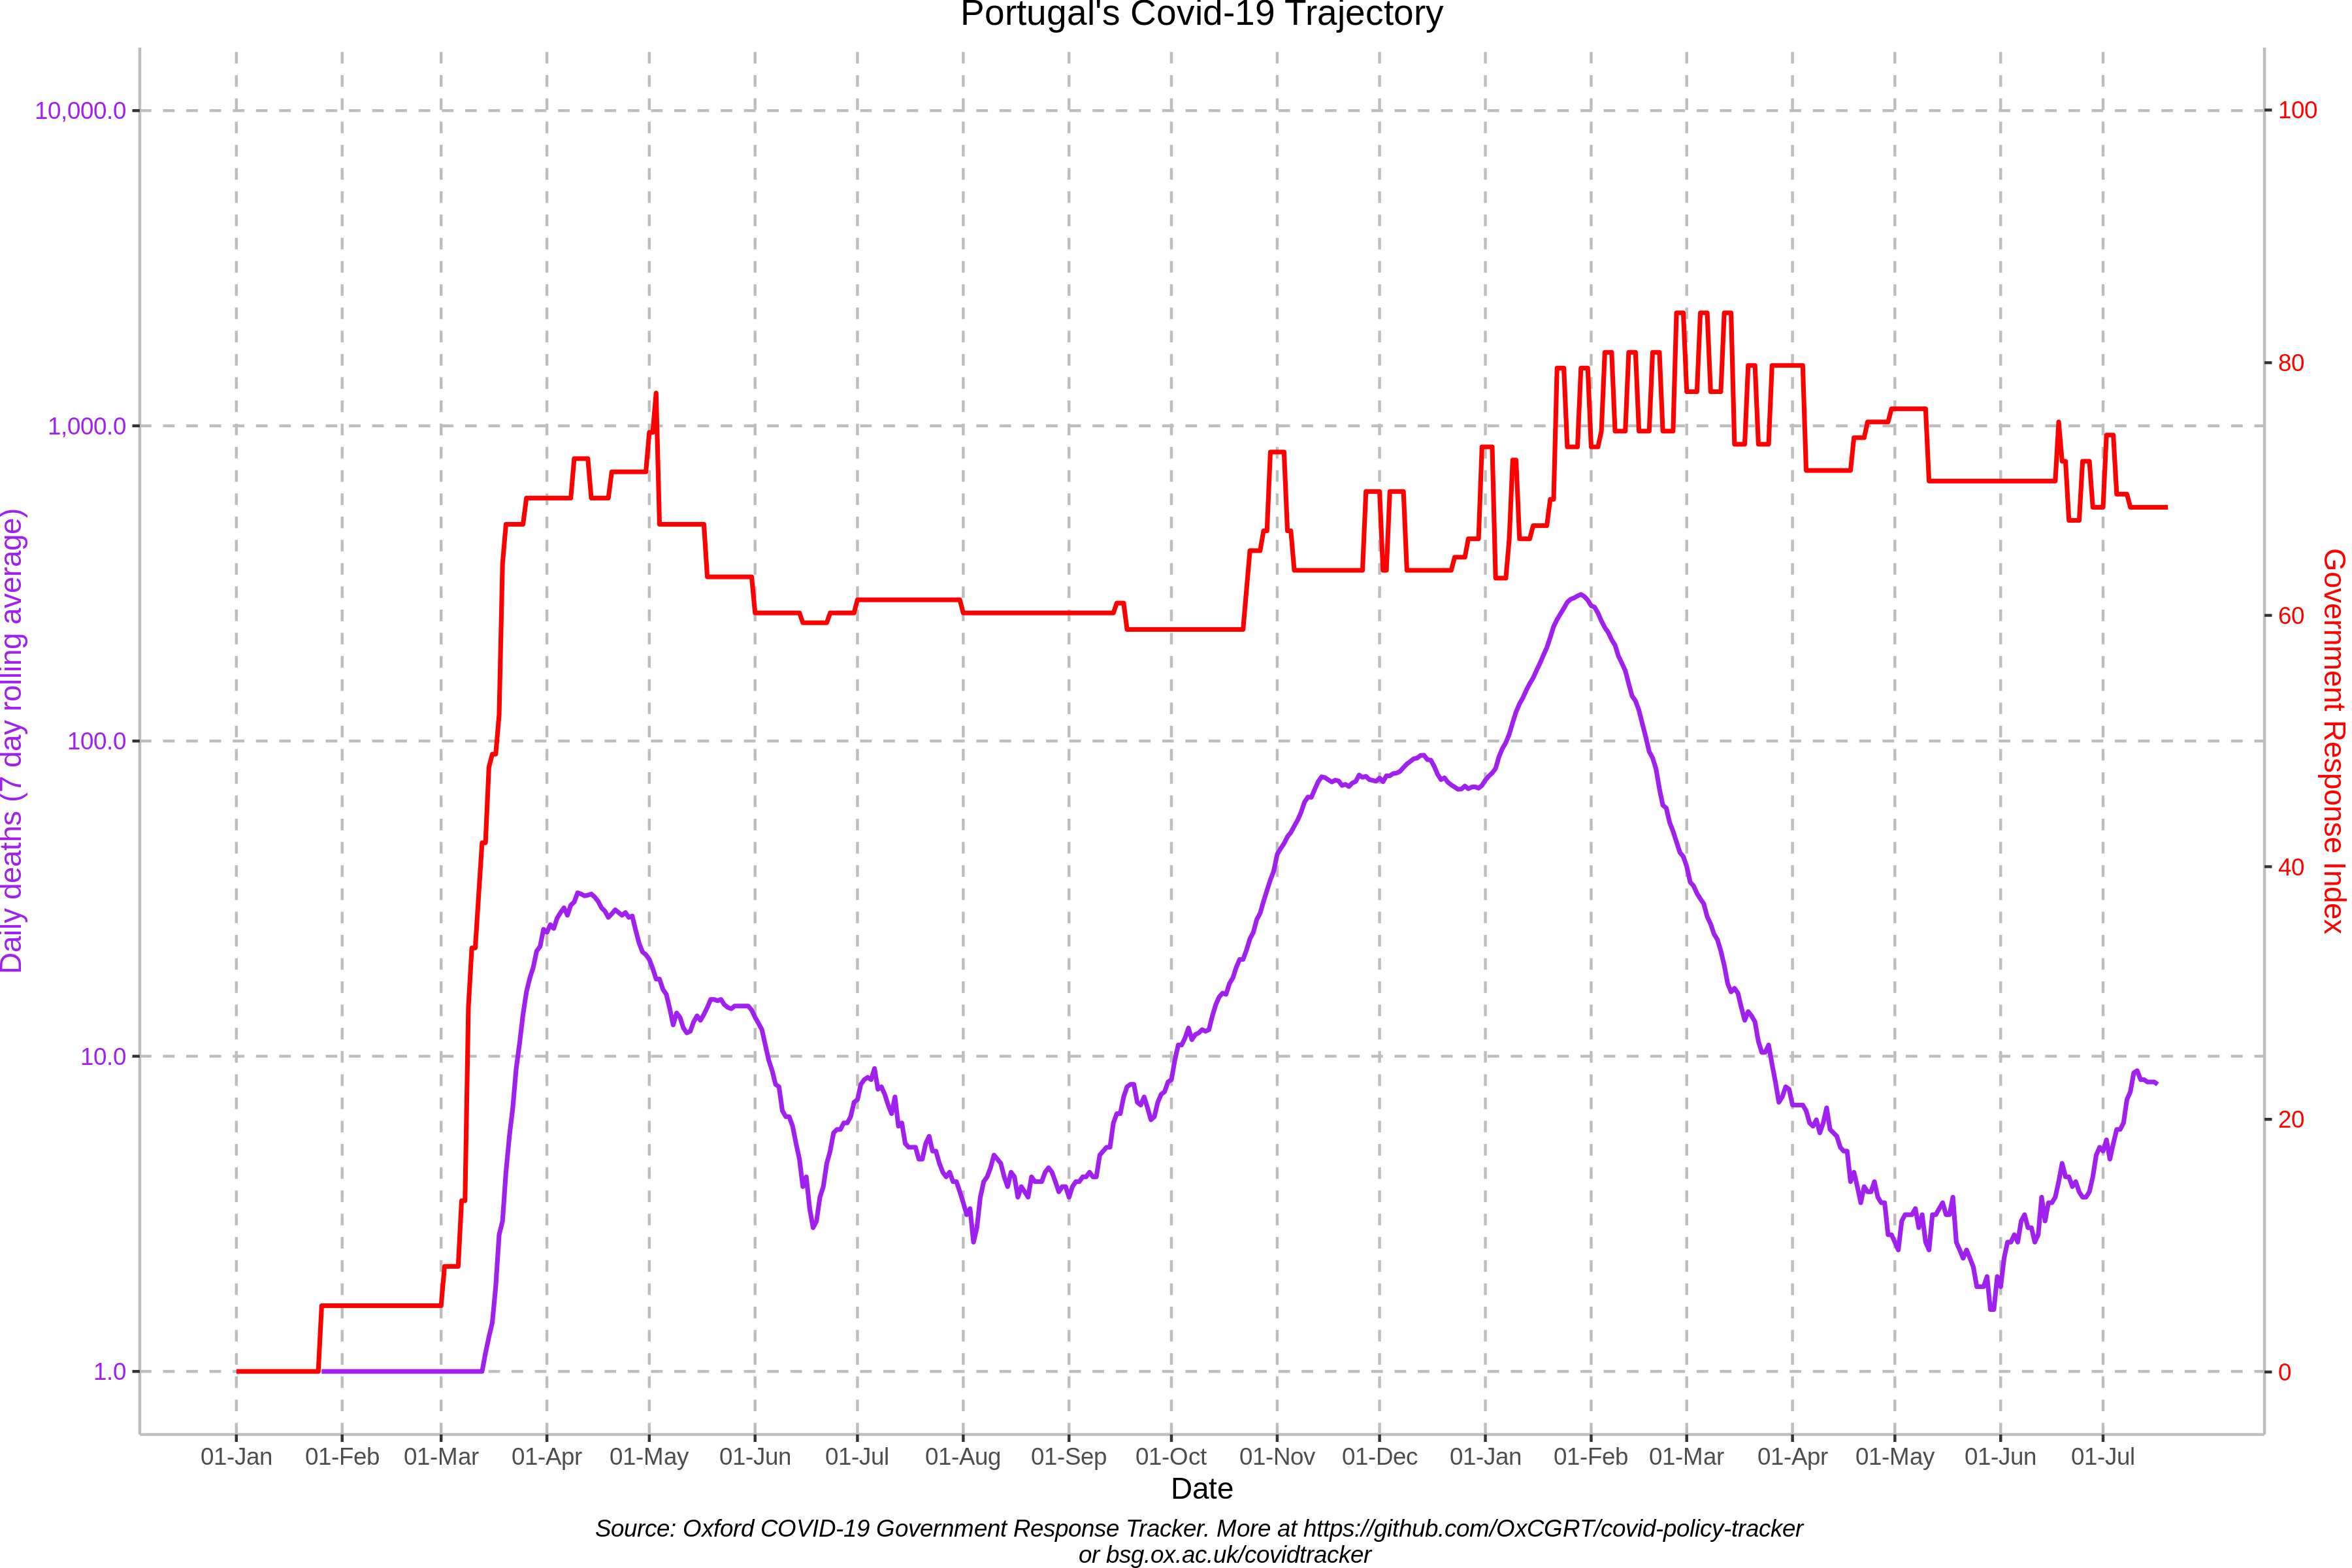 Portugal's Covid-19 Trajectory
10,000.0
1,000.0
100.0
10.0
1.0
Daily deaths (7 day rolling average)
100
80
60
40
20
0
Government Response Index
01-Jan 01-Feb 01-Mar 01-Apr 01-May 01-Jun 01-Jul 01-Aug 01-Sep 01-Oct 01-Nov 01-Dec 01-Jan 01-Feb 01-Mar 01-Apr 01-May 01-Jun 01-Jul
Date
Source: Oxford COVID-19 Government Response Tracker. More at https://github.com/OxCGRT/covid-policy-tracker
or bsg.ox.ac.uk/covidtracker